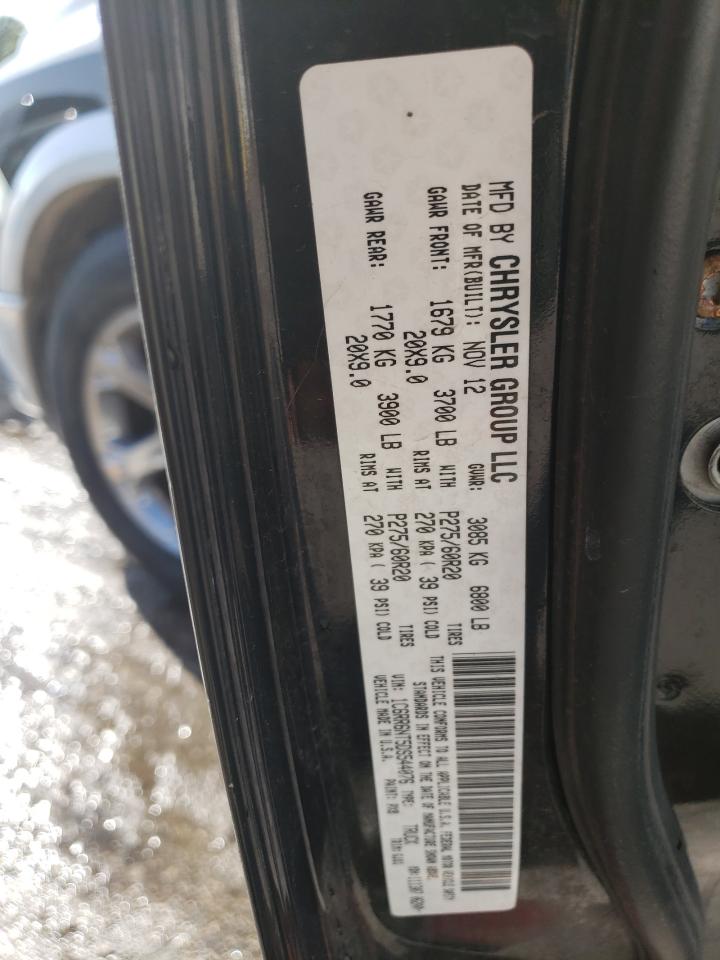 MFD BY CHRYSLER GROUP LLC
DATE OF MFR(BUILT): NOV 12 GVWR: 3085 KG 6800 LB
GAWR FRONT: 1679 KG 3700 LB WITH P275/60R20 TIRES
20X9.0 RIMS AT 270 KPA ( 39 PSI) COLD
GAWR REAR: 1770 KG 3900 LB WITH P275/60R20 TIRES
20X9.0 RIMS AT 270 KPA ( 39 PSI) COLD
THIS VEHICLE CONFORMS TO ALL APPLICABLE U.S.A. FEDERAL MOTOR VEHICLE SAFETY
STANDARDS IN EFFECT ON THE DATE OF MANUFACTURE SHOWN ABOVE.
VIN: 1C6RR6NT5DS544076 TYPE: TRUCK
VEHICLE MADE IN U.S.A. PAINT: